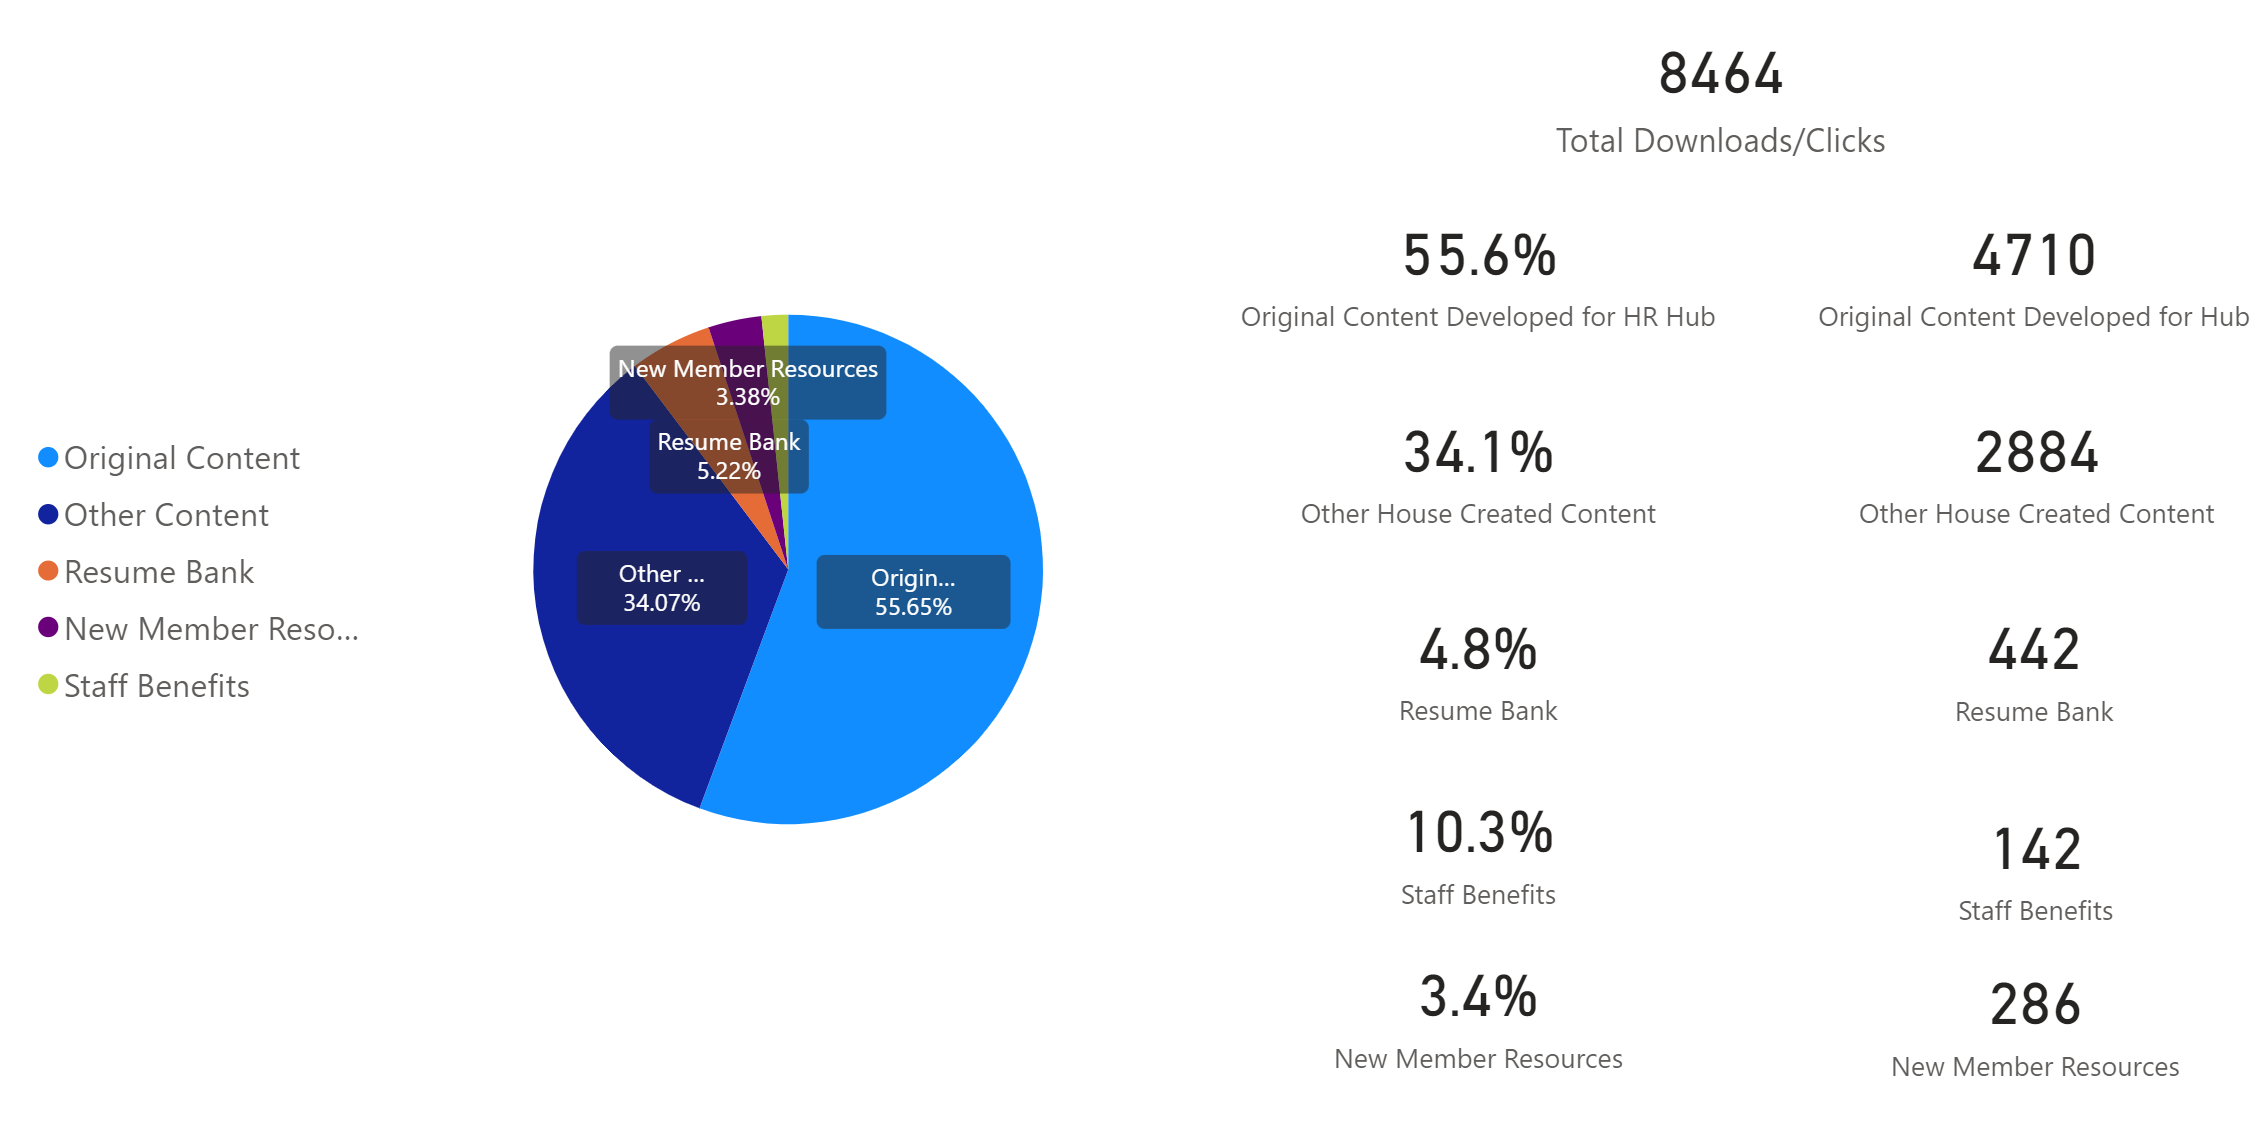 Original Content
Other Content
Resume Bank
New Member Reso...
Staff Benefits
New Member Resources
3.38%
Resume Bank
5.22%
Other ...
34.07%
Origin...
55.65%
8464
Total Downloads/Clicks
55.6%
Original Content Developed for HR Hub
4710
Original Content Developed for Hub
34.1%
Other House Created Content
2884
Other House Created Content
4.8%
Resume Bank
442
Resume Bank
10.3%
Staff Benefits
142
Staff Benefits
3.4%
New Member Resources
286
New Member Resources